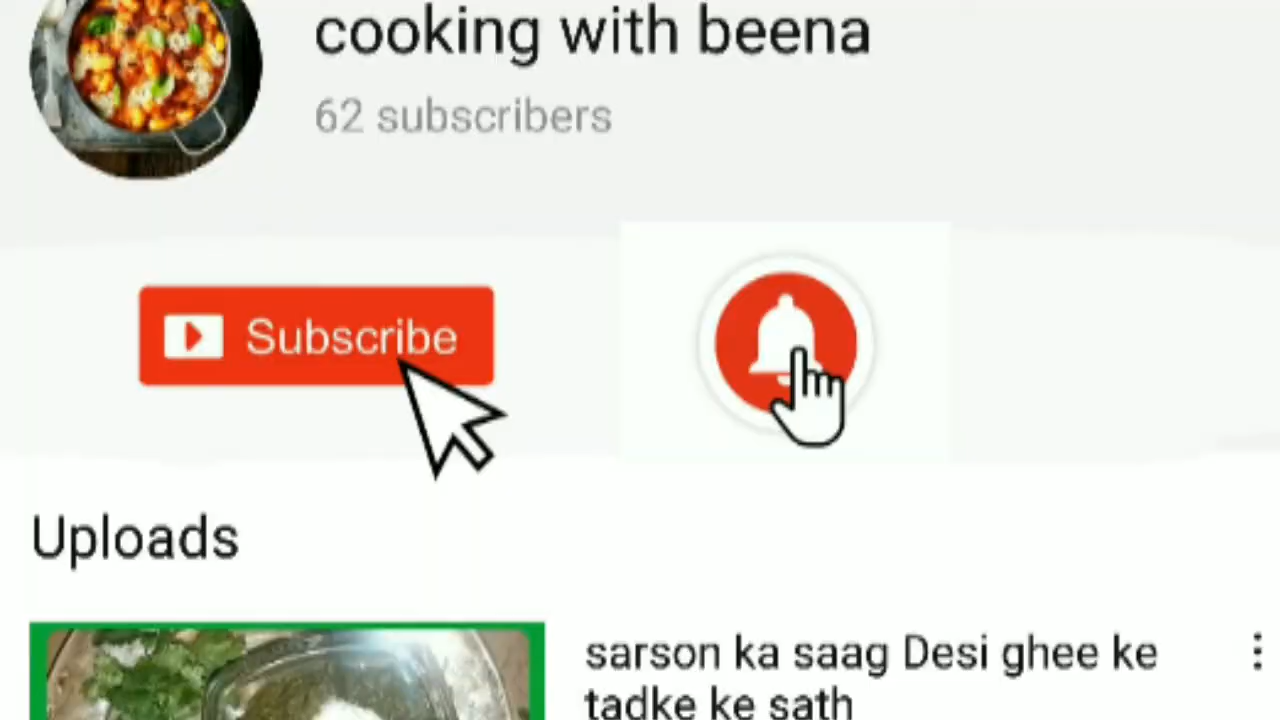 cooking with beena
62 subscribers
Subscribe
Uploads
sarson ka saag Desi ghee ke
tadke ke sath